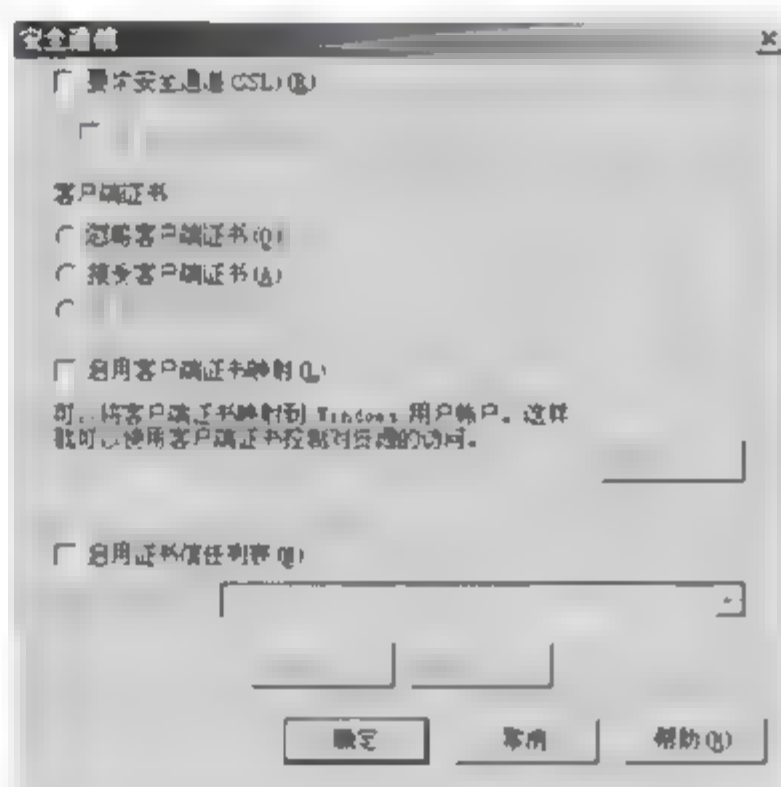 安全通信
要求安全通道(SSL)(R)
客户端证书
忽略客户端证书(Q)
接受客户端证书(A)
启用客户端证书映射(L)
可以将客户端证书映射到 Windows 用户帐户。这样
就可以使用客户端证书控制对资源的访问。
启用证书信任列表(N)
确定
取消
帮助(H)